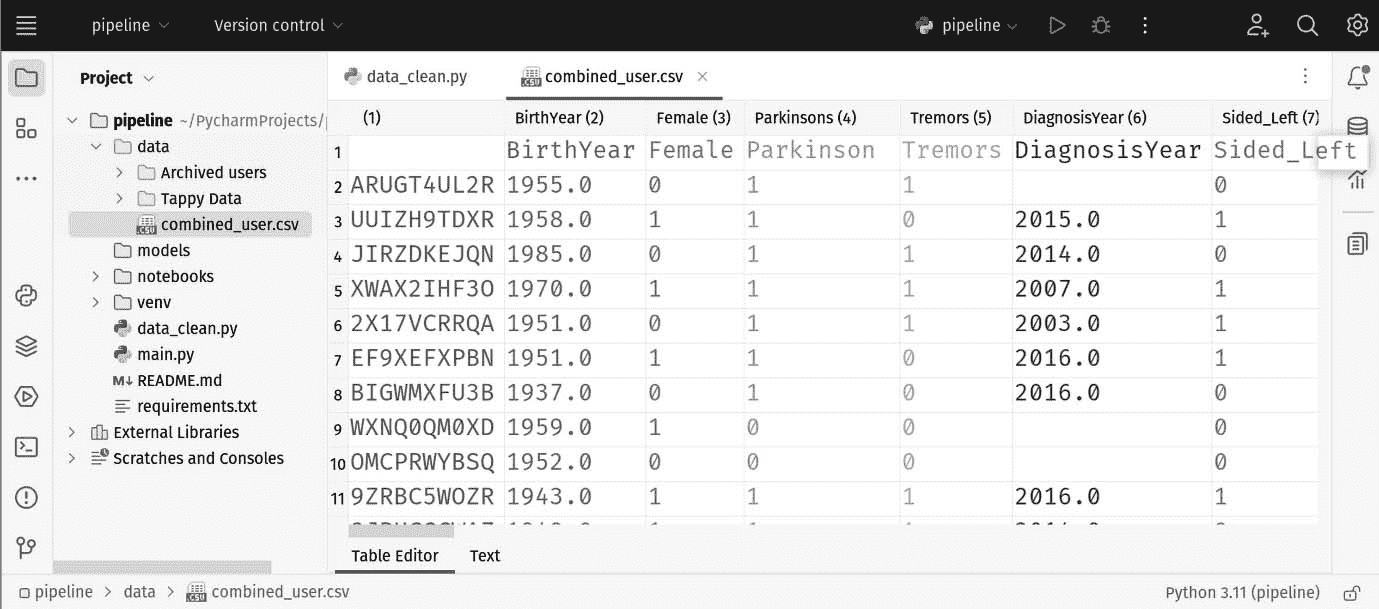 pipeline Version control pipeline
Project data_clean.py combined_user.csv
pipeline ~/PycharmProjects/
data
Archived users
Tappy Data
combined_user.csv
models
notebooks
venv
data_clean.py
main.py
M↓ README.md
requirements.txt
External Libraries
Scratches and Consoles
(1) BirthYear (2) Female (3) Parkinsons (4) Tremors (5) DiagnosisYear (6) Sided_Left (7)
1 BirthYear Female Parkinson Tremors DiagnosisYear Sided_Left
2 ARUGT4UL2R 1955.0 0 1 1 0
3 UUIZH9TDXR 1958.0 1 1 0 2015.0 1
4 JIRZDKEJQN 1985.0 0 1 1 2014.0 0
5 XWAX2IHF3O 1970.0 1 1 1 2007.0 1
6 2X17VCRRQA 1951.0 0 1 1 2003.0 1
7 EF9XEFXPBN 1951.0 1 1 0 2016.0 1
8 BIGWMXFU3B 1937.0 0 1 0 2016.0 0
9 WXNQ0QM0XD 1959.0 1 0 0 0
10 OMCPRWYBSQ 1952.0 0 0 0 0
11 9ZRBC5WOZR 1943.0 1 1 1 2016.0 1
Table Editor Text
pipeline > data > combined_user.csv Python 3.11 (pipeline)